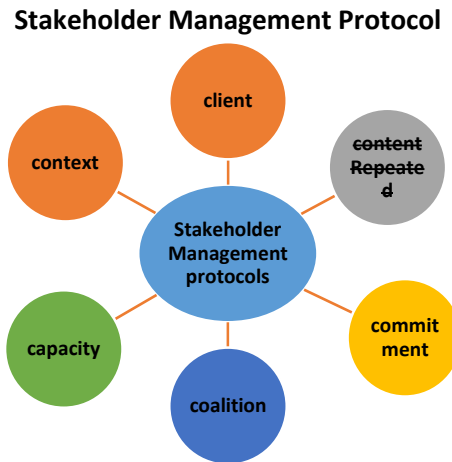 Stakeholder Management Protocol
client
content
Repeate
d
context
Stakeholder
Management
protocols
commit
ment
capacity
coalition